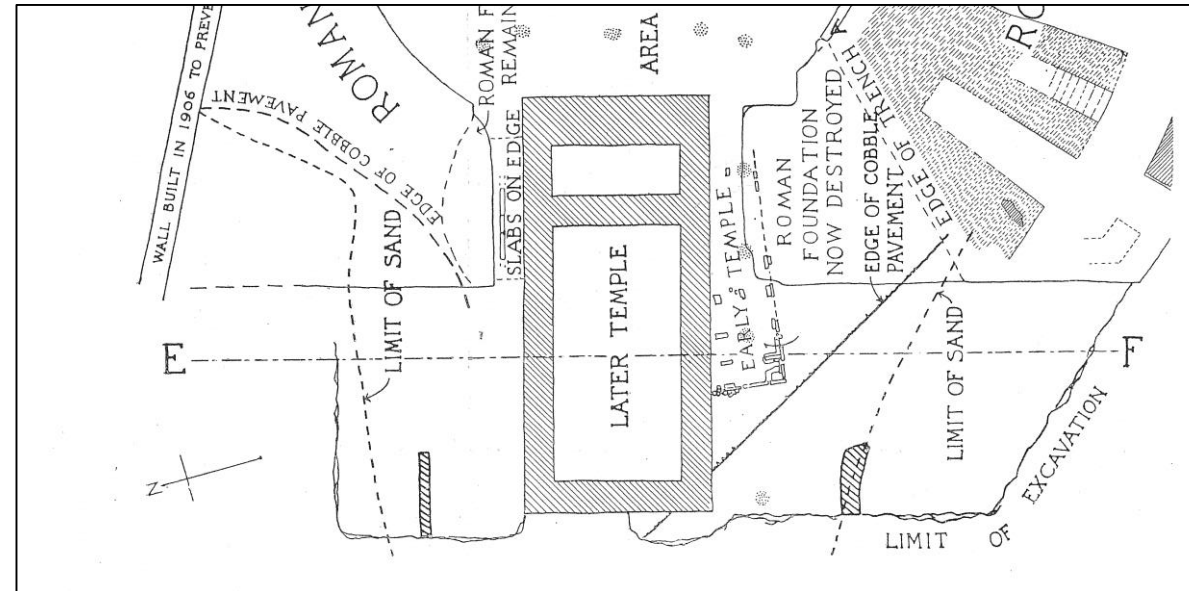 WALL BUILT IN 1906 TO PREVE
ROMAN
EDGE OF COBBLE PAVEMENT
LIMIT OF SAND
ROMAN F
REMAIN
SLABS ON EDGE
AREA
LATER TEMPLE
EARLY TEMPLE
ROMAN
FOUNDATION
NOW DESTROYED
EDGE OF COBBLE
PAVEMENT
EDGE OF TRENCH
A
RO
E
F
LIMIT OF SAND
N
LIMIT OF EXCAVATION